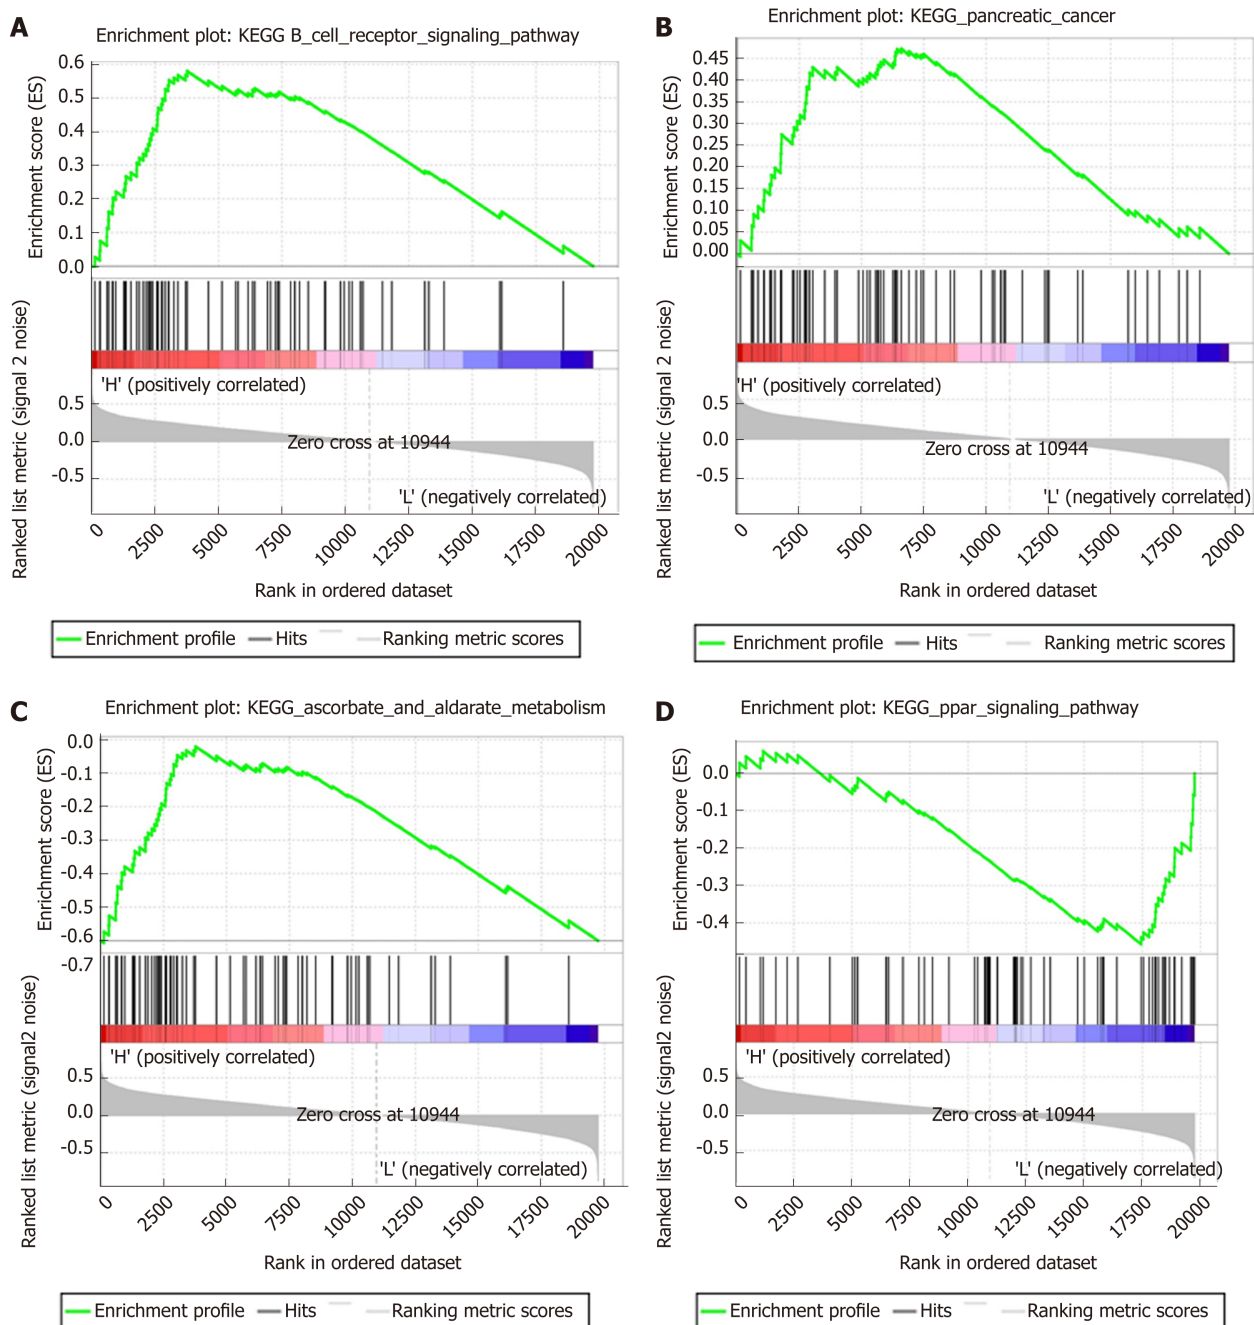 A
Enrichment plot: KEGG B_cell_receptor_signaling_pathway
Enrichment score (ES)
0.6
0.5
0.4
0.3
0.2
0.1
0.0
Ranked list metric (signal 2 noise)
'H' (positively correlated)
0.5
0.0
-0.5
Zero cross at 10944
'L' (negatively correlated)
0 2500 5000 7500 10000 12500 15000 17500 20000
Rank in ordered dataset
Enrichment profile Hits Ranking metric scores
B
Enrichment plot: KEGG_pancreatic_cancer
Enrichment score (ES)
0.45
0.40
0.35
0.30
0.25
0.20
0.15
0.10
0.05
0.00
Ranked list metric (signal 2 noise)
'H' (positively correlated)
0.5
0.0
-0.5
Zero cross at 10944
'L' (negatively correlated)
0 2500 5000 7500 10000 12500 15000 17500 20000
Rank in ordered dataset
Enrichment profile Hits Ranking metric scores
C
Enrichment plot: KEGG_ascorbate_and_aldarate_metabolism
Enrichment score (ES)
0.0
-0.1
-0.2
-0.3
-0.4
-0.5
-0.6
-0.7
Ranked list metric (signal2 noise)
'H' (positively correlated)
0.5
0.0
-0.5
Zero cross at 10944
'L' (negatively correlated)
0 2500 5000 7500 10000 12500 15000 17500 20000
Rank in ordered dataset
Enrichment profile Hits Ranking metric scores
D
Enrichment plot: KEGG_ppar_signaling_pathway
Enrichment score (ES)
0.0
-0.1
-0.2
-0.3
-0.4
Ranked list metric (signal2 noise)
'H' (positively correlated)
0.5
0.0
-0.5
Zero cross at 10944
'L' (negatively correlated)
0 2500 5000 7500 10000 12500 15000 17500 20000
Rank in ordered dataset
Enrichment profile Hits Ranking metric scores